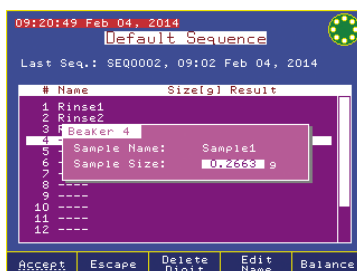 09:20:49 Feb 04, 2014
Default Sequence
Last Seq.: SEQ0002, 09:02 Feb 04, 2014
# Name Size[g] Result
1 Rinse1
2 Rinse2
3 R
Beaker 4
4
5 Sample Name: Sample1
6 Sample Size: 0.2663 g
7 ----
8 ----
9 ----
10 ----
11 ----
12 ----
Accept Escape Delete Digit Edit Name Balance